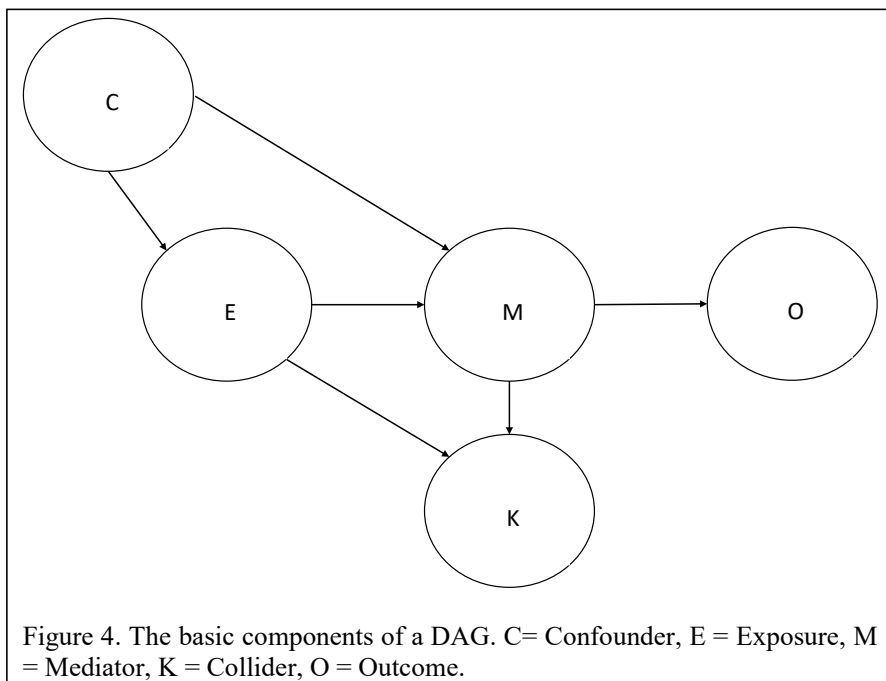 C
E
M
O
K
Figure 4. The basic components of a DAG. C= Confounder, E = Exposure, M
= Mediator, K = Collider, O = Outcome.